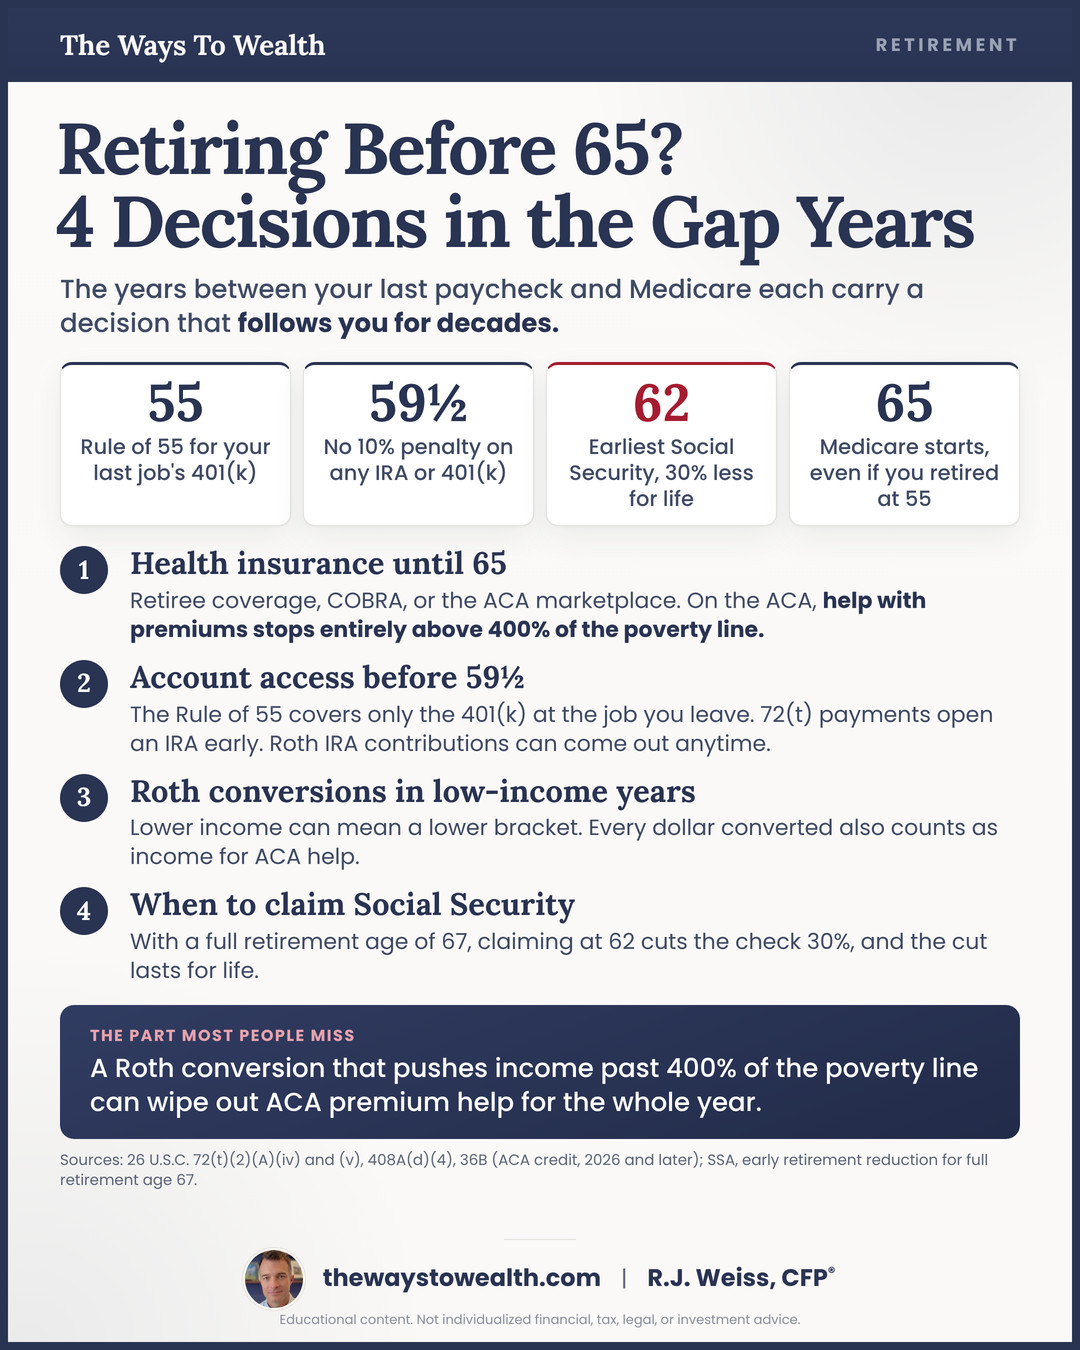 The Ways To Wealth
RETIREMENT
Retiring Before 65?
4 Decisions in the Gap Years
The years between your last paycheck and Medicare each carry a
decision that follows you for decades.
55
Rule of 55 for your
last job's 401(k)
59½
No 10% penalty on
any IRA or 401(k)
62
Earliest Social
Security, 30% less
for life
65
Medicare starts,
even if you retired
at 55
1
Health insurance until 65
Retiree coverage, COBRA, or the ACA marketplace. On the ACA, help with
premiums stops entirely above 400% of the poverty line.
2
Account access before 59½
The Rule of 55 covers only the 401(k) at the job you leave. 72(t) payments open
an IRA early. Roth IRA contributions can come out anytime.
3
Roth conversions in low-income years
Lower income can mean a lower bracket. Every dollar converted also counts as
income for ACA help.
4
When to claim Social Security
With a full retirement age of 67, claiming at 62 cuts the check 30%, and the cut
lasts for life.
THE PART MOST PEOPLE MISS
A Roth conversion that pushes income past 400% of the poverty line
can wipe out ACA premium help for the whole year.
Sources: 26 U.S.C. 72(t)(2)(A)(iv) and (v), 408A(d)(4), 36B (ACA credit, 2026 and later); SSA, early retirement reduction for full
retirement age 67.
thewaystowealth.com | R.J. Weiss, CFP®
Educational content. Not individualized financial, tax, legal, or investment advice.